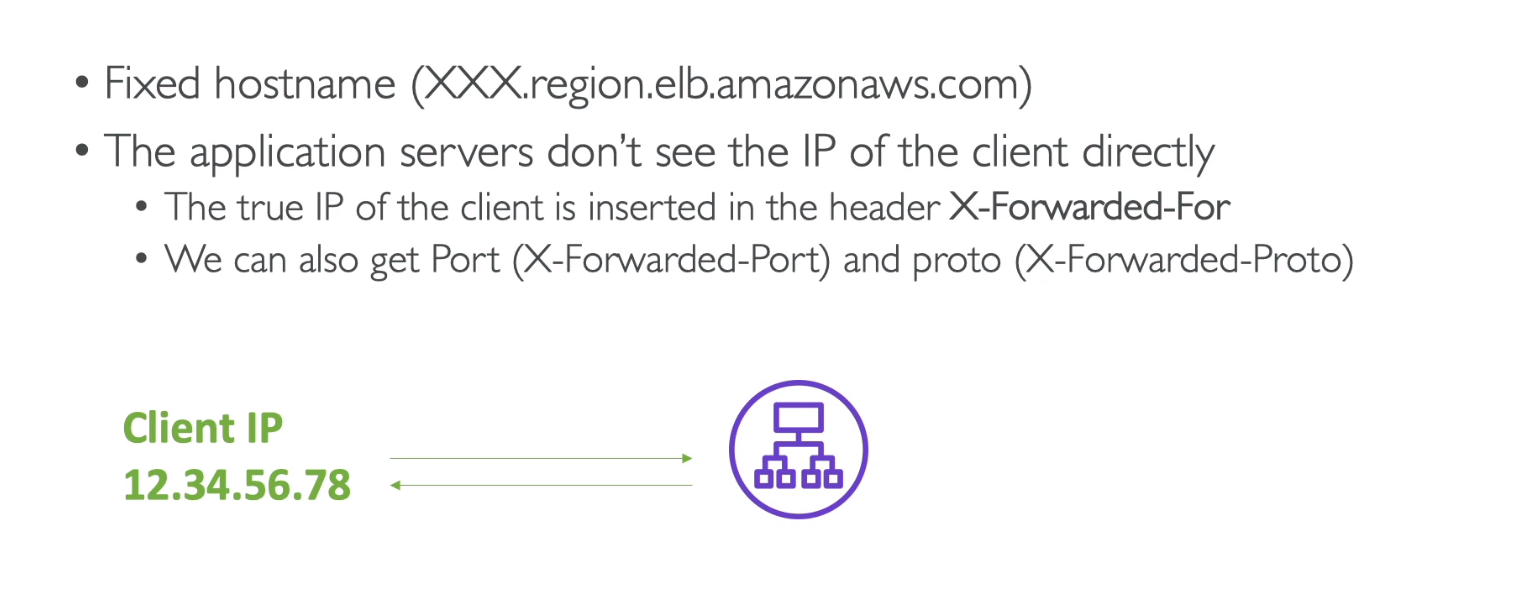 • Fixed hostname (XXX.region.elb.amazonaws.com)
• The application servers don’t see the IP of the client directly
• The true IP of the client is inserted in the header X-Forwarded-For
• We can also get Port (X-Forwarded-Port) and proto (X-Forwarded-Proto)
Client IP
12.34.56.78